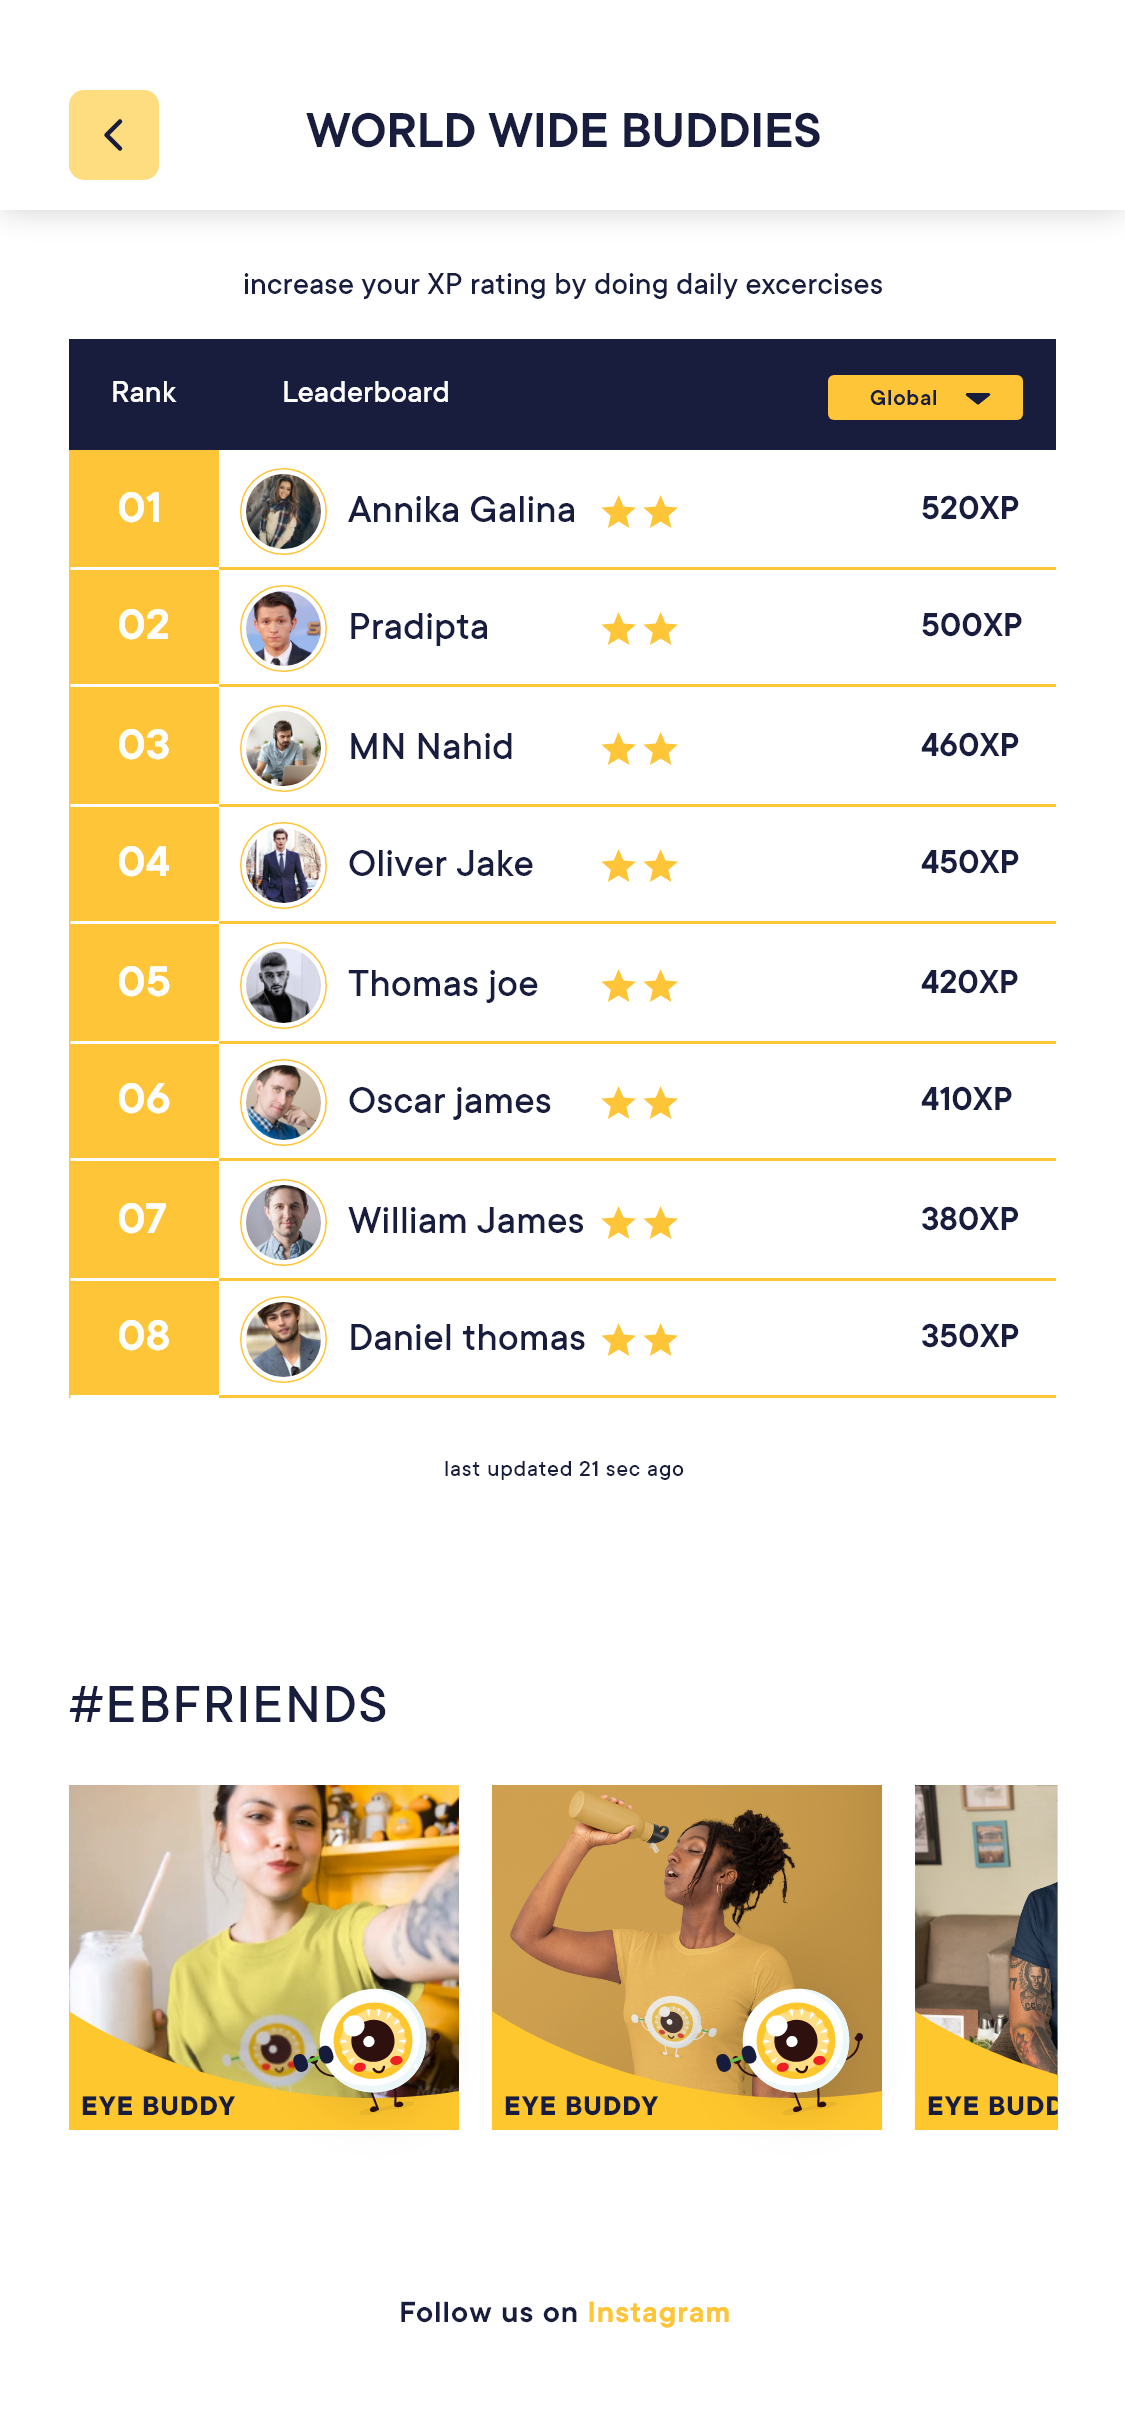 WORLD WIDE BUDDIES
increase your XP rating by doing daily excercises
Rank Leaderboard Global
01 Annika Galina 520XP
02 Pradipta 500XP
03 MN Nahid 460XP
04 Oliver Jake 450XP
05 Thomas joe 420XP
06 Oscar james 410XP
07 William James 380XP
08 Daniel thomas 350XP
last updated 21 sec ago
#EBFRIENDS
EYE BUDDY EYE BUDDY EYE BUDD
Follow us on Instagram